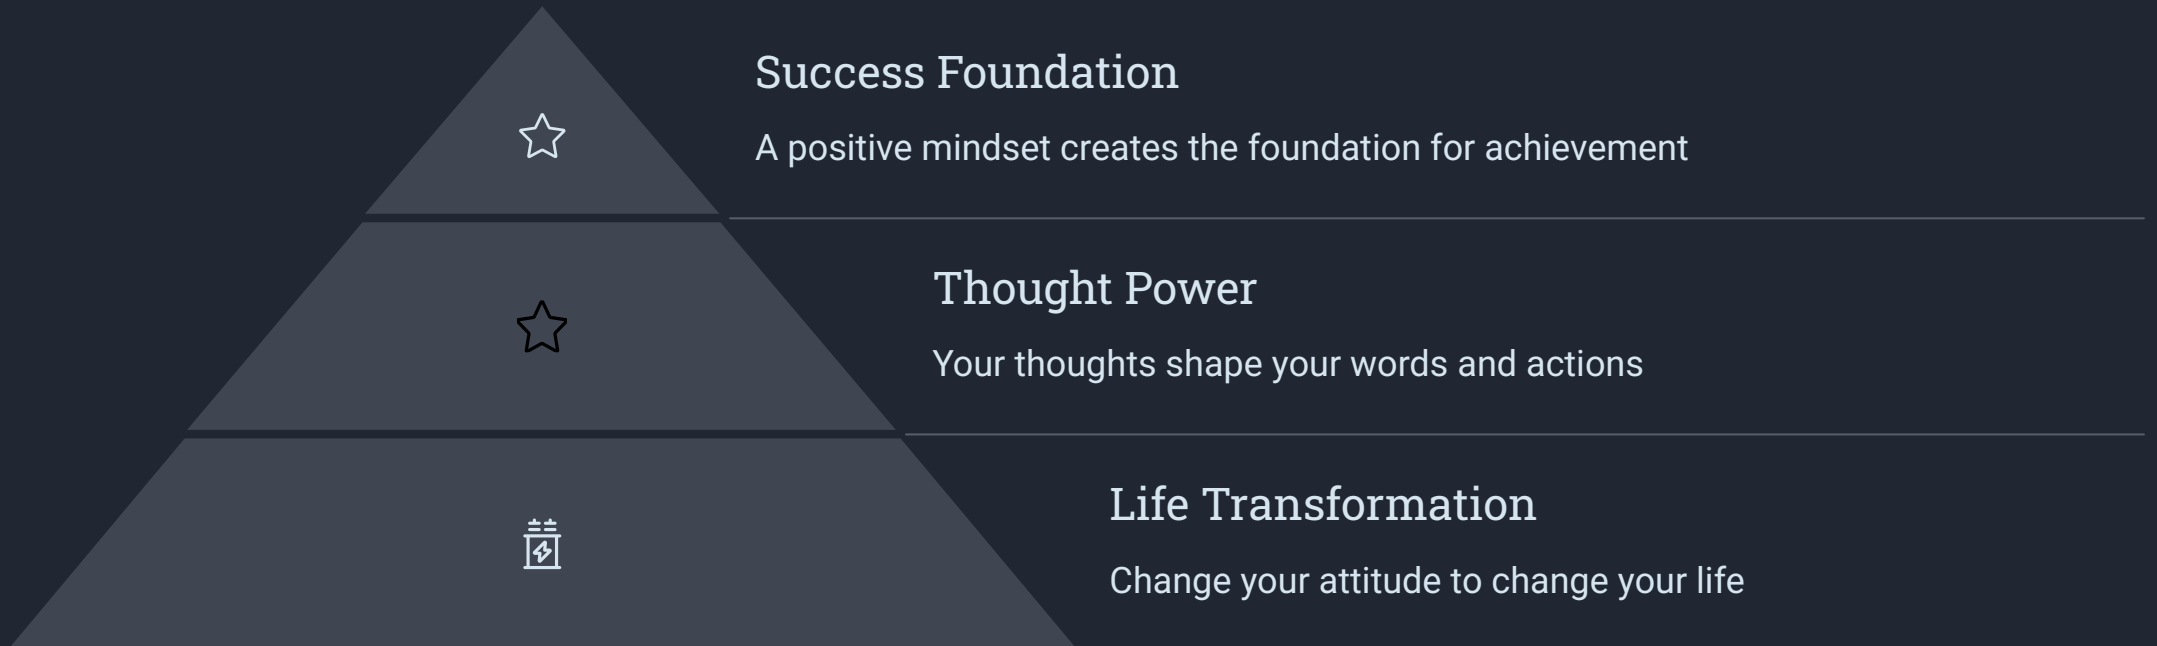 Success Foundation
A positive mindset creates the foundation for achievement
Thought Power
Your thoughts shape your words and actions
Life Transformation
Change your attitude to change your life